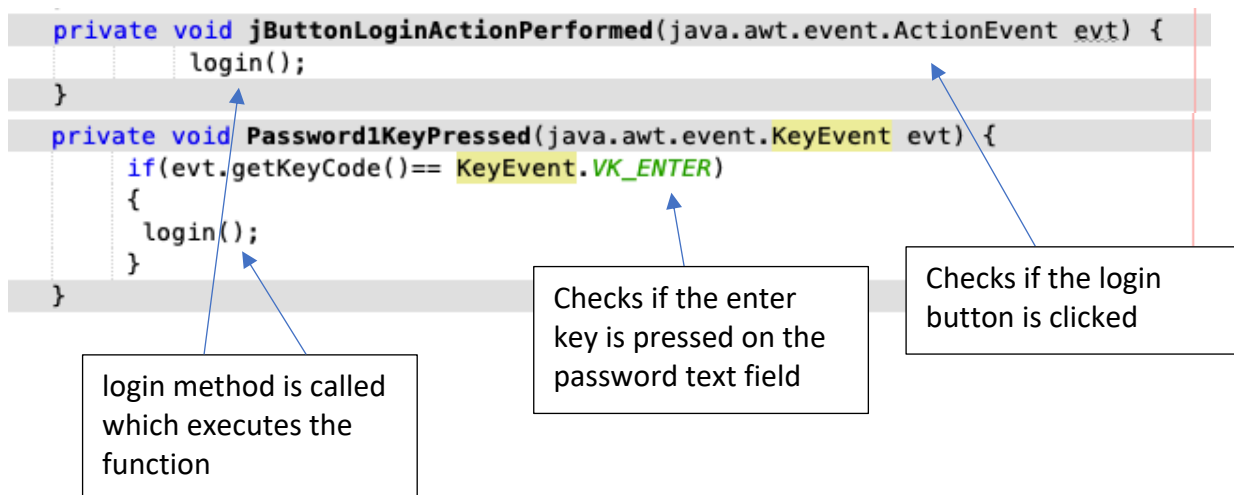 private void jButtonLoginActionPerformed(java.awt.event.ActionEvent evt) {
login();
}
private void Password1KeyPressed(java.awt.event.KeyEvent evt) {
if(evt.getKeyCode()== KeyEvent.VK_ENTER)
{
login();
}
}
Checks if the login
button is clicked
Checks if the enter
key is pressed on the
password text field
login method is called
which executes the
function